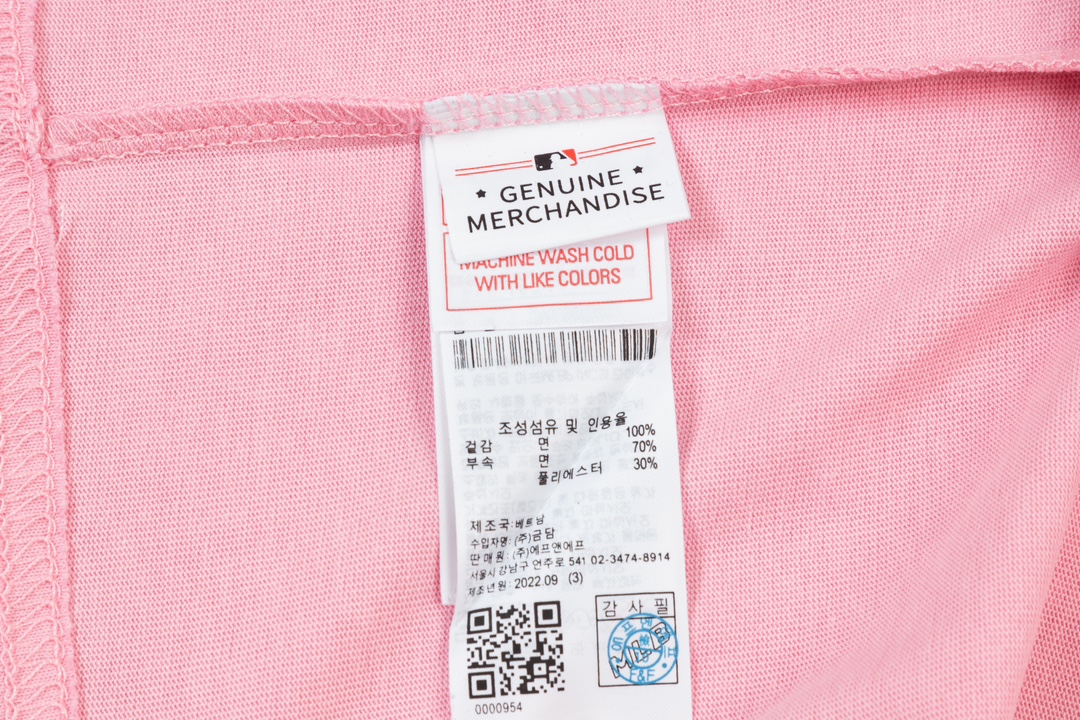 GENUINE
MERCHANDISE
MACHINE WASH COLD
WITH LIKE COLORS
조성섬유 및 인용율
겉감 면 100%
부속 면 70%
풀리에스터 30%
제조국: 베트남
수입자명: (주)금담
딴매원: (주)에프앤에프
서울시 강남구 언주로 541 02-3474-8914
제조년원: 2022.09 (3)
감사필
F&F
0000954